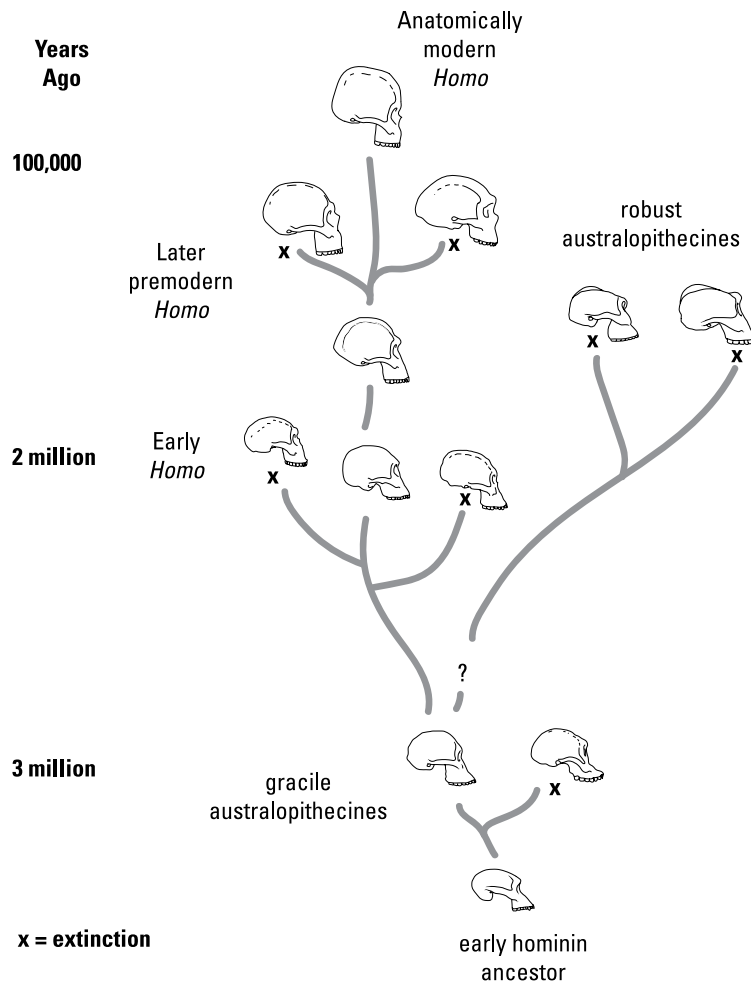 Years
Ago
Anatomically
modern
Homo
100,000
x
x
robust
australopithecines
Later
premodern
Homo
x
x
2 million
Early
Homo
x
x
?
3 million
gracile
australopithecines
x
x = extinction
early hominin
ancestor